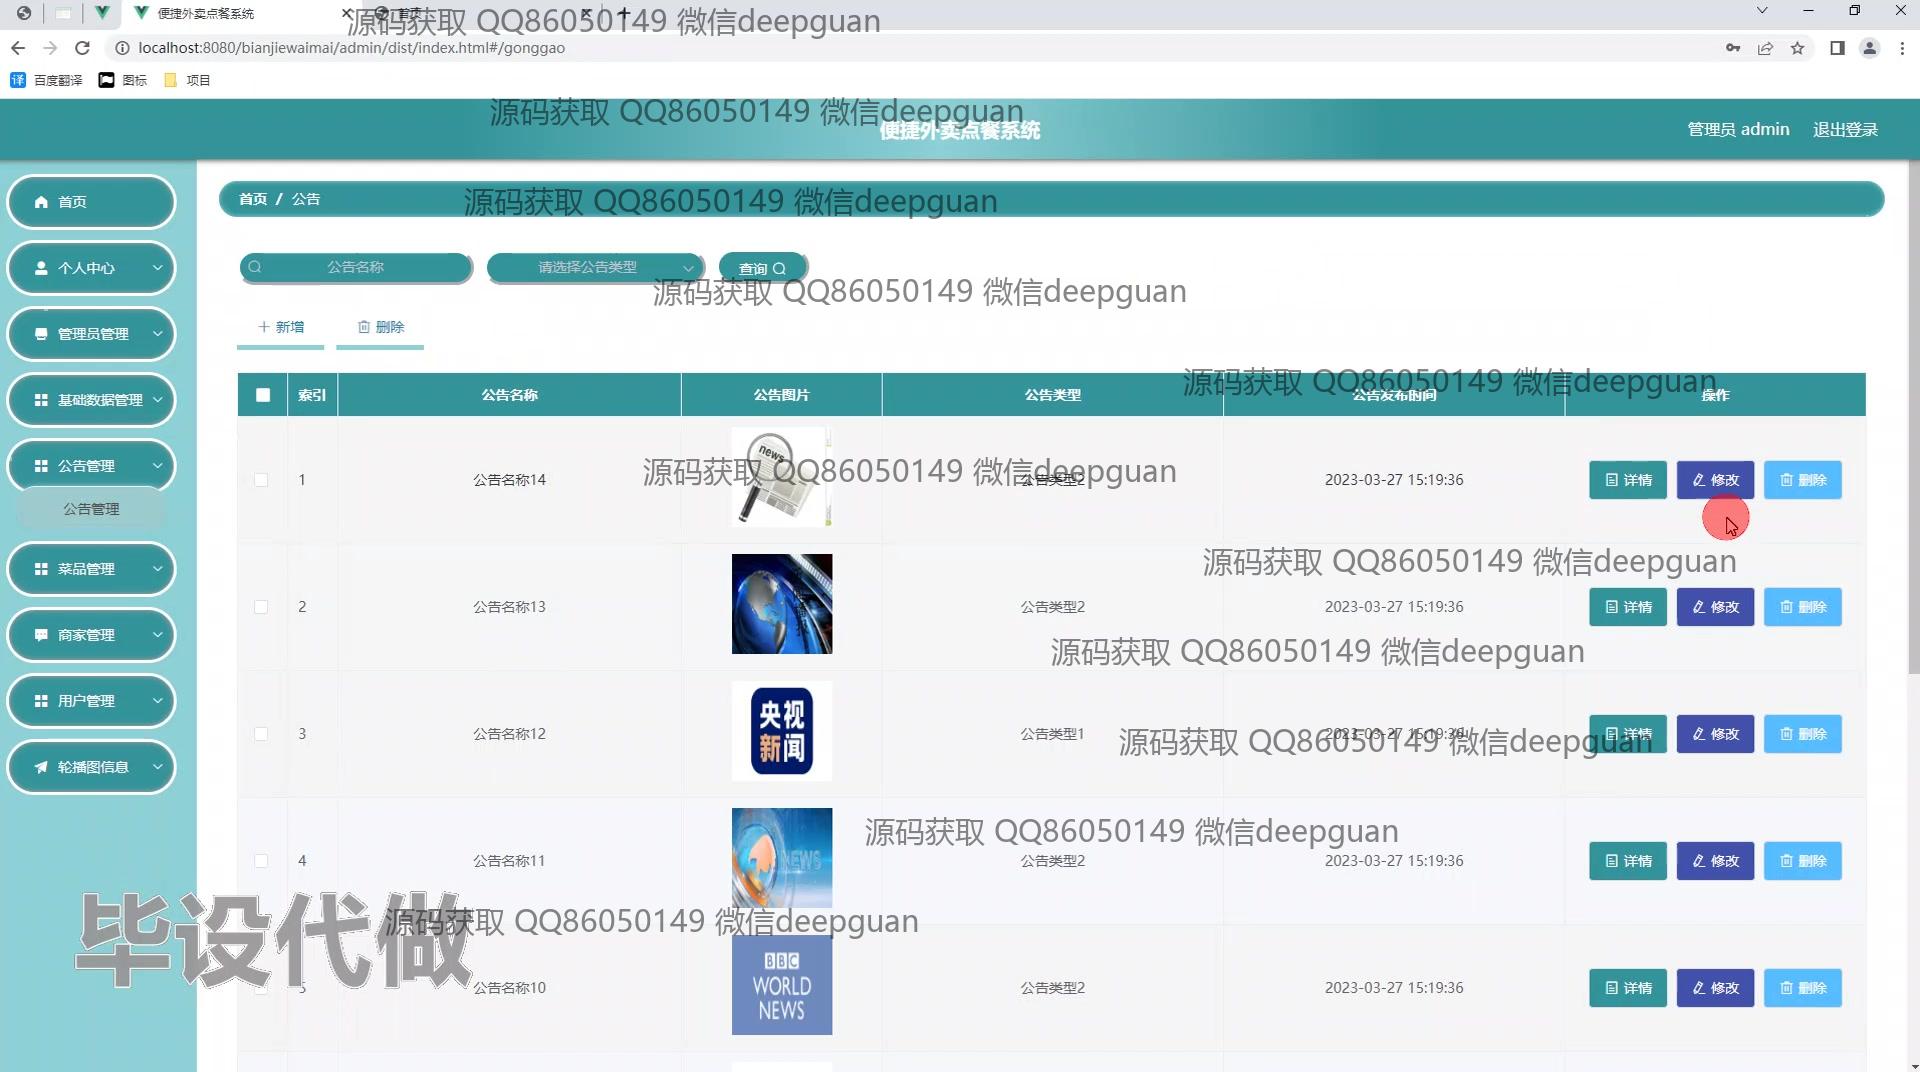 便捷外卖点餐系统
首页
源码获取 QQ86050149 微信deepguan
localhost:8080/bianjiewaimai/admin/dist/index.html#/gonggao
译 百度翻译 图标 项目
源码获取 QQ86050149 微信deepguan
便捷外卖点餐系统
管理员 admin 退出登录
首页 / 公告
源码获取 QQ86050149 微信deepguan
首页
个人中心
管理员管理
基础数据管理
公告管理
公告管理
菜品管理
商家管理
用户管理
轮播图信息
公告名称 请选择公告类型 查询
源码获取 QQ86050149 微信deepguan
新增 删除
源码获取 QQ86050149 微信deepguan
索引 公告名称 公告图片 公告类型 公告发布时间 操作
1 公告名称14 news 公告类型2 2023-03-27 15:19:36 详情 修改 删除
源码获取 QQ86050149 微信deepguan
源码获取 QQ86050149 微信deepguan
2 公告名称13 公告类型2 2023-03-27 15:19:36 详情 修改 删除
源码获取 QQ86050149 微信deepguan
3 公告名称12 央视新闻 公告类型1 2023-03-27 15:19:36 详情 修改 删除
源码获取 QQ86050149 微信deepguan
源码获取 QQ86050149 微信deepguan
4 公告名称11 NEWS 公告类型2 2023-03-27 15:19:36 详情 修改 删除
毕设代做
源码获取 QQ86050149 微信deepguan
5 公告名称10 BBC WORLD NEWS 公告类型2 2023-03-27 15:19:36 详情 修改 删除